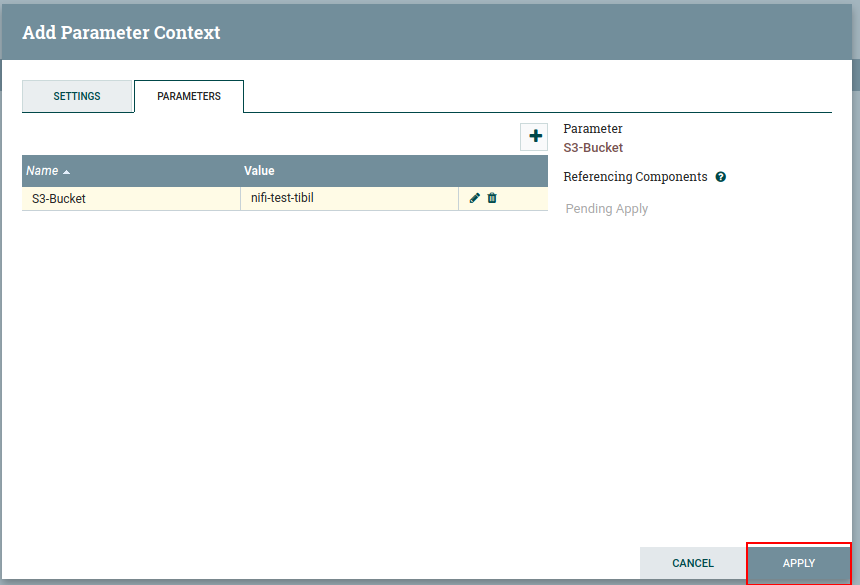 Add Parameter Context
SETTINGS
PARAMETERS
Parameter
S3-Bucket
Name
Value
S3-Bucket
nifi-test-tibil
Referencing Components
Pending Apply
CANCEL
APPLY